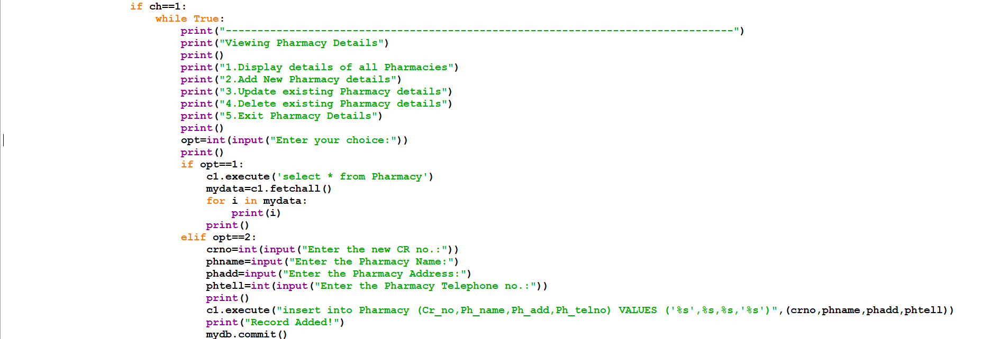 if ch==1:
while True:
print("--------------------------------------------------------------------------------")
print("Viewing Pharmacy Details")
print()
print("1.Display details of all Pharmacies")
print("2.Add New Pharmacy details")
print("3.Update existing Pharmacy details")
print("4.Delete existing Pharmacy details")
print("5.Exit Pharmacy Details")
print()
opt=int(input("Enter your choice:"))
print()
if opt==1:
c1.execute('select * from Pharmacy')
mydata=c1.fetchall()
for i in mydata:
print(i)
print()
elif opt==2:
crno=int(input("Enter the new CR no.:"))
phname=input("Enter the Pharmacy Name:")
phadd=input("Enter the Pharmacy Address:")
phtell=int(input("Enter the Pharmacy Telephone no.:"))
print()
c1.execute("insert into Pharmacy (Cr_no,Ph_name,Ph_add,Ph_telno) VALUES ('%s',%s,%s,'%s')",(crno,phname,phadd,phtell))
print("Record Added!")
mydb.commit()